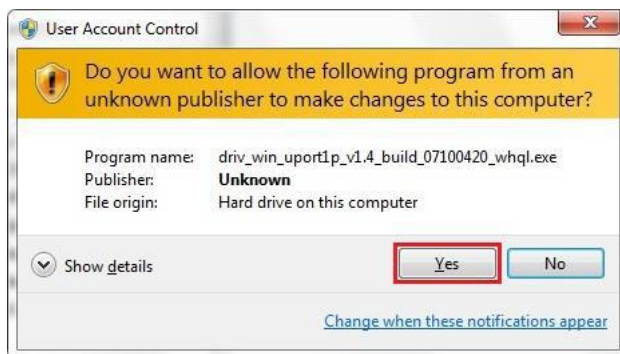 User Account Control
Do you want to allow the following program from an
unknown publisher to make changes to this computer?
Program name: driv_win_uport1p_v1.4_build_07100420_whql.exe
Publisher: Unknown
File origin: Hard drive on this computer
Show details
Yes
No
Change when these notifications appear